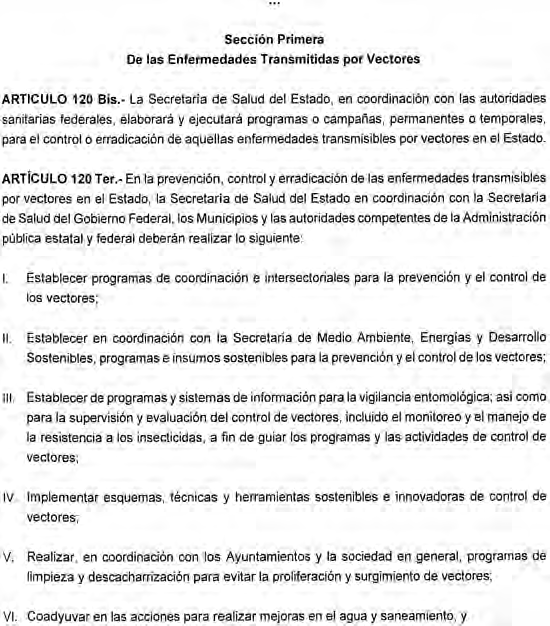 ...
Sección Primera
De las Enfermedades Transmitidas por Vectores
ARTICULO 120 Bis.- La Secretaría de Salud del Estado, en coordinación con las autoridades
sanitarias federales, elaborará y ejecutará programas o campañas, permanentes o temporales,
para el control o erradicación de aquellas enfermedades transmisibles por vectores en el Estado.
ARTÍCULO 120 Ter.- En la prevención, control y erradicación de las enfermedades transmisibles
por vectores en el Estado, la Secretaría de Salud del Estado en coordinación con la Secretaría
de Salud del Gobierno Federal, los Municipios y las autoridades competentes de la Administración
pública estatal y federal deberán realizar lo siguiente:
I. Establecer programas de coordinación e intersectoriales para la prevención y el control de
los vectores;
II. Establecer en coordinación con la Secretaría de Medio Ambiente, Energías y Desarrollo
Sostenibles, programas e insumos sostenibles para la prevención y el control de los vectores;
III. Establecer de programas y sistemas de información para la vigilancia entomológica; así como
para la supervisión y evaluación del control de vectores, incluido el monitoreo y el manejo de
la resistencia a los insecticidas, a fin de guiar los programas y las actividades de control de
vectores;
IV. Implementar esquemas, técnicas y herramientas sostenibles e innovadoras de control de
vectores;
V. Realizar, en coordinación con los Ayuntamientos y la sociedad en general, programas de
limpieza y descacharrización para evitar la proliferación y surgimiento de vectores;
VI. Coadyuvar en las acciones para realizar mejoras en el agua y saneamiento, y